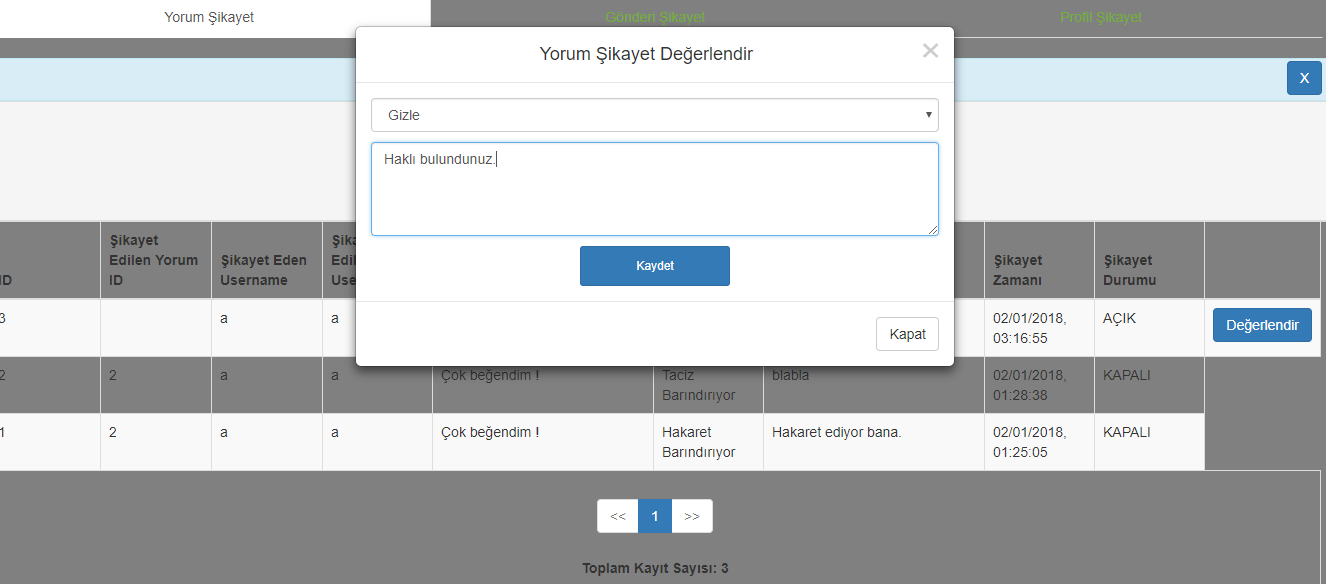 Yorum Şikayet
Gönderi Şikayet
Profil Şikayet
Yorum Şikayet Değerlendir
×
X
Gizle
Haklı bulundunuz.
Kaydet
Kapat
ID
Şikayet
Edilen Yorum
ID
Şikayet Eden
Username
Şikayet
Zamanı
Şikayet
Durumu
3
a
a
02/01/2018,
03:16:55
AÇIK
Değerlendir
2
2
a
a
Çok beğendim !
Taciz
Barındırıyor
blabla
02/01/2018,
01:28:38
KAPALI
1
2
a
a
Çok beğendim !
Hakaret
Barındırıyor
Hakaret ediyor bana.
02/01/2018,
01:25:05
KAPALI
<< 1 >>
Toplam Kayıt Sayısı: 3